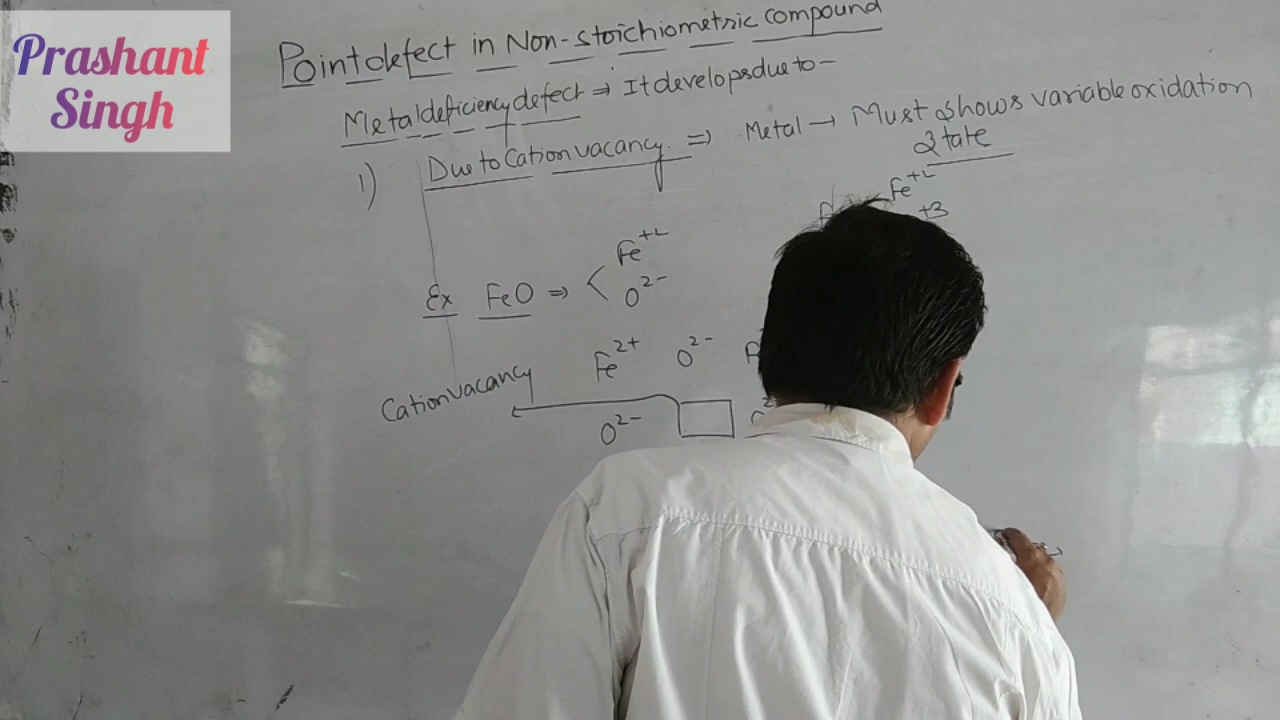 Prashant
Singh
Point defect in Non-stoichiometric compound
Metal deficiency defect ⇒ It develops due to -
1) Due to Cation vacancy ⇒ Metal → Must shows variable oxidation
State
Fe+2
+3
Ex FeO ⇒ < Fe+2
O2-
Fe2+ O2-
Cation vacancy
O2-